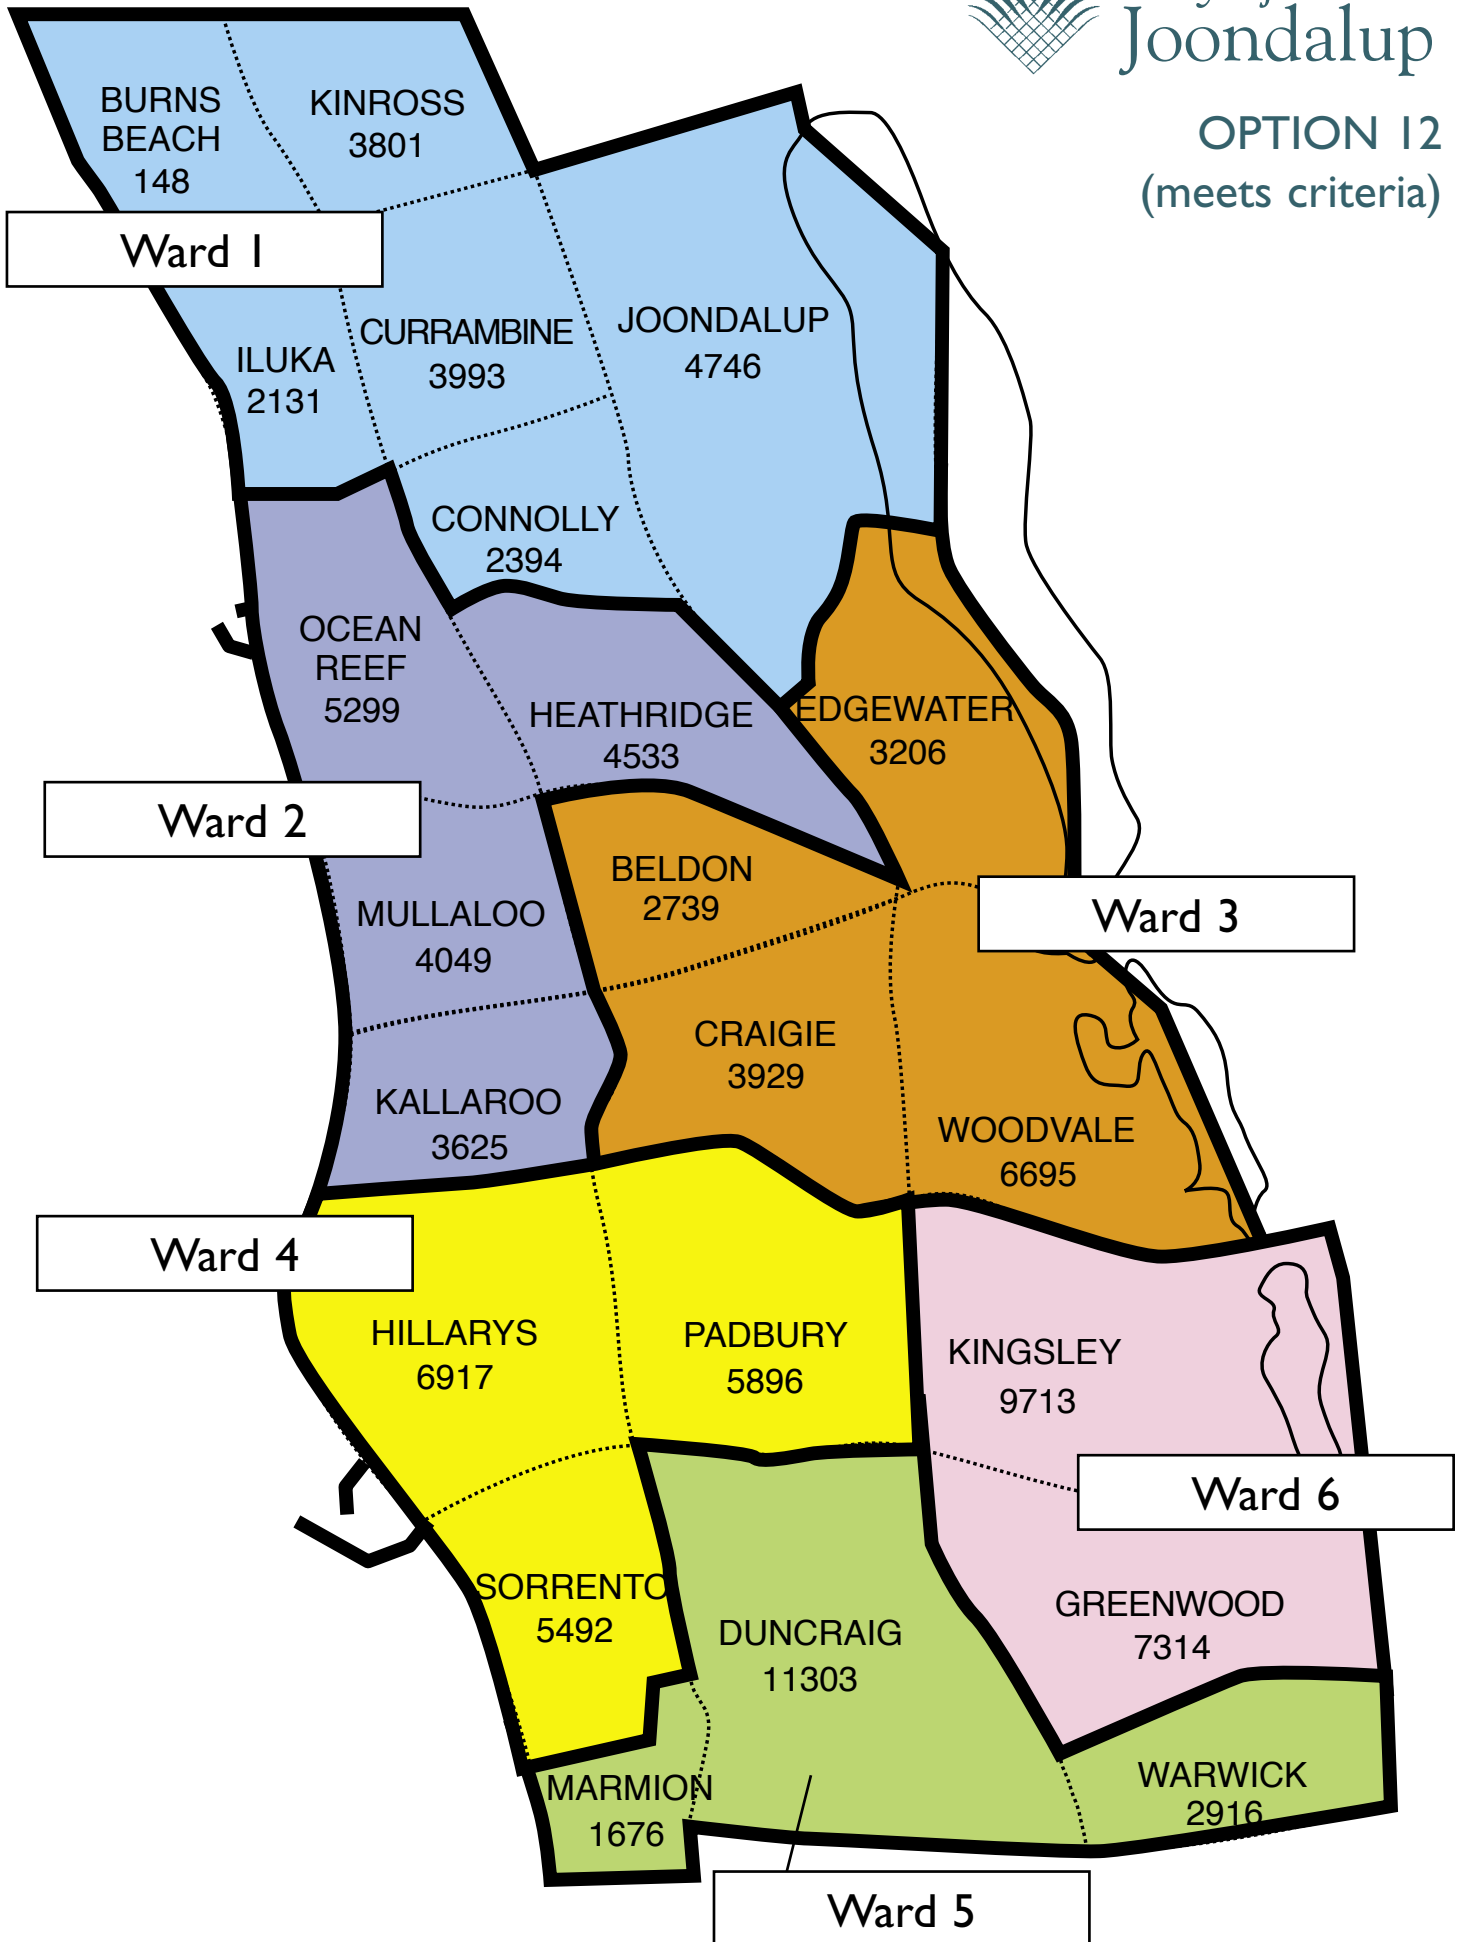 Joondalup
OPTION 12
(meets criteria)
BURNS
BEACH
148
KINROSS
3801
Ward 1
ILUKA
2131
CURRAMBINE
3993
JOONDALUP
4746
CONNOLLY
2394
OCEAN
REEF
5299
HEATHRIDGE
4533
EDGEWATER
3206
Ward 2
BELDON
2739
Ward 3
MULLALOO
4049
CRAIGIE
3929
KALLAROO
3625
WOODVALE
6695
Ward 4
HILLARYS
6917
PADBURY
5896
KINGSLEY
9713
Ward 6
SORRENTO
5492
DUNCRAIG
11303
GREENWOOD
7314
MARMION
1676
WARWICK
2916
Ward 5